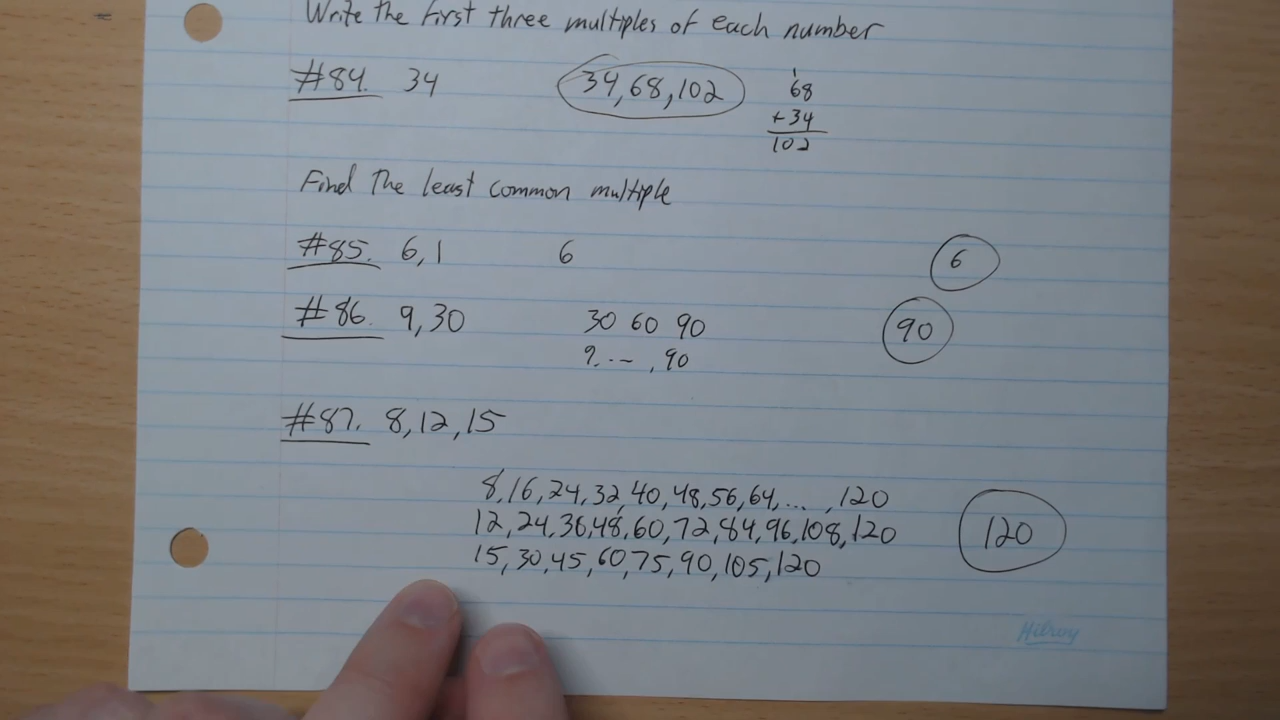 Write the first three multiples of each number
#84. 34 34,68,102 1
68
+34
102
Find the least common multiple
#85. 6,1 6 6
#86. 9,30 30 60 90 90
9.... ,90
#87. 8,12,15
8,16,24,32,40,48,56,64,... ,120
12,24,36,48,60,72,84,96,108,120 120
15,30,45,60,75,90,105,120
Hilroy